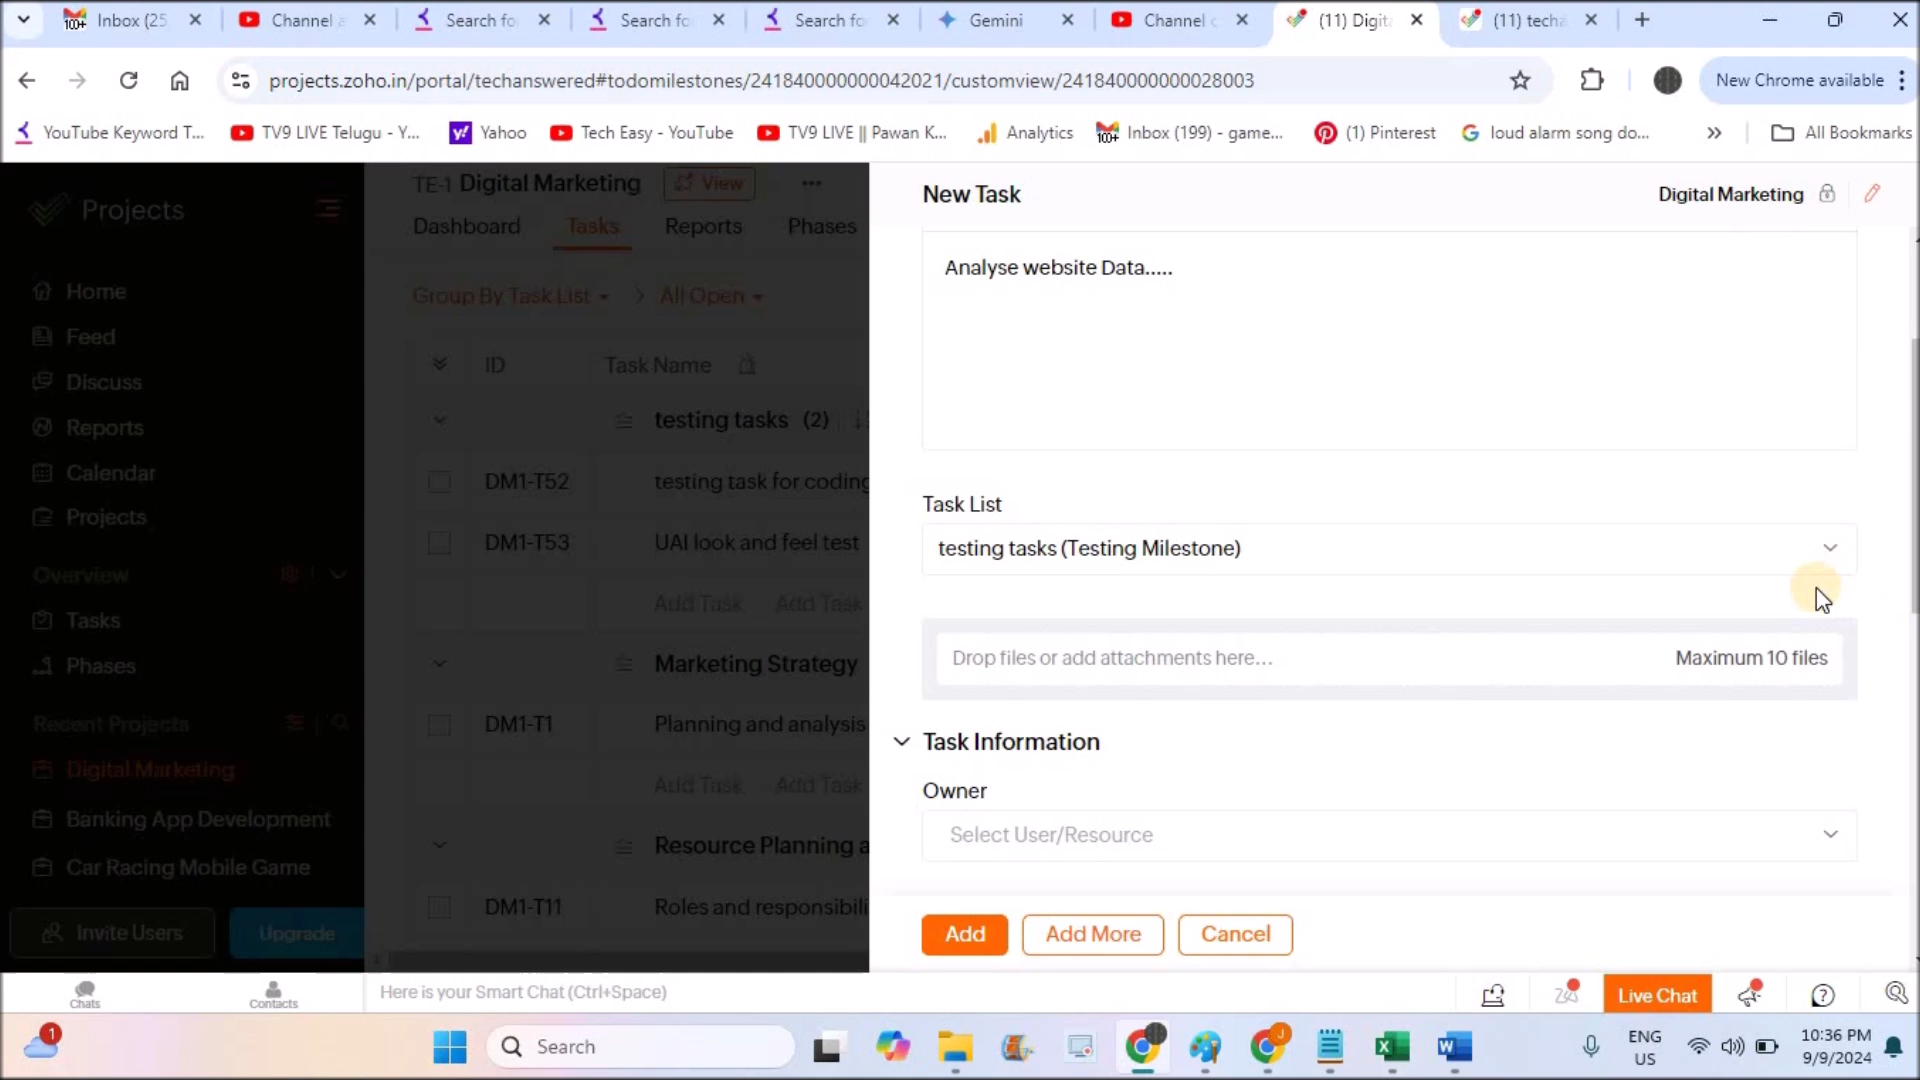 Inbox (25
Channel a
Search fo
Search fo
Search fo
Gemini
Channel c
(11) Digit
(11) techa
projects.zoho.in/portal/techanswered#todomilestones/241840000000042021/customview/241840000000028003
New Chrome available
YouTube Keyword T...
TV9 LIVE Telugu - Y...
Yahoo
Tech Easy - YouTube
TV9 LIVE || Pawan K...
Analytics
Inbox (199) - game...
(1) Pinterest
loud alarm song do...
All Bookmarks
Projects
Home
Feed
Discuss
Reports
Calendar
Projects
Overview
Tasks
Phases
Recent Projects
Digital Marketing
Banking App Development
Car Racing Mobile Game
Invite Users
Upgrade
TE-1 Digital Marketing
View
Dashboard
Tasks
Reports
Phases
Group By Task List
All Open
ID
Task Name
testing tasks (2)
DM1-T52
testing task for coding
DM1-T53
UAI look and feel test
Add Task
Add Task
Marketing Strategy
DM1-T1
Planning and analysis
Add Task
Add Task
Resource Planning a
DM1-T11
Roles and responsibili
New Task
Digital Marketing
Analyse website Data.....
Task List
testing tasks (Testing Milestone)
Drop files or add attachments here...
Maximum 10 files
Task Information
Owner
Select User/Resource
Add
Add More
Cancel
Chats
Contacts
Here is your Smart Chat (Ctrl+Space)
Live Chat
1
Search
ENG
US
10:36 PM
9/9/2024